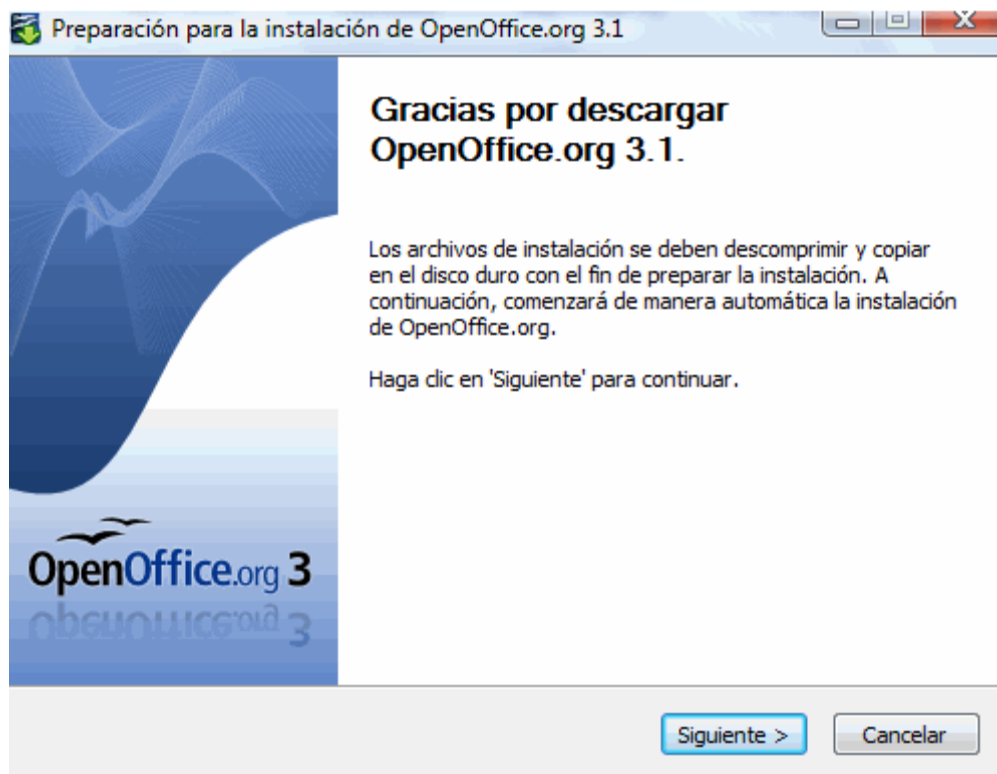 Preparación para la instalación de OpenOffice.org 3.1
Gracias por descargar
OpenOffice.org 3.1.
Los archivos de instalación se deben descomprimir y copiar
en el disco duro con el fin de preparar la instalación. A
continuación, comenzará de manera automática la instalación
de OpenOffice.org.
Haga clic en 'Siguiente' para continuar.
OpenOffice.org 3
Siguiente >
Cancelar